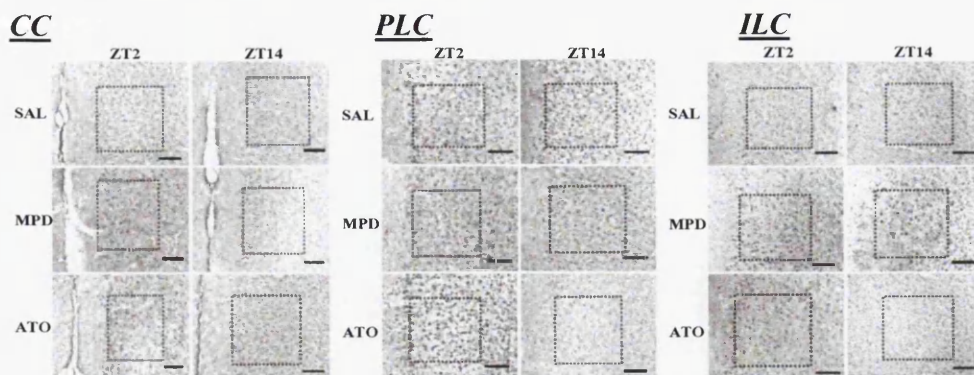 CC PLC ILC
ZT2 ZT14 ZT2 ZT14 ZT2 ZT14
SAL SAL SAL
MPD MPD MPD
ATO ATO ATO